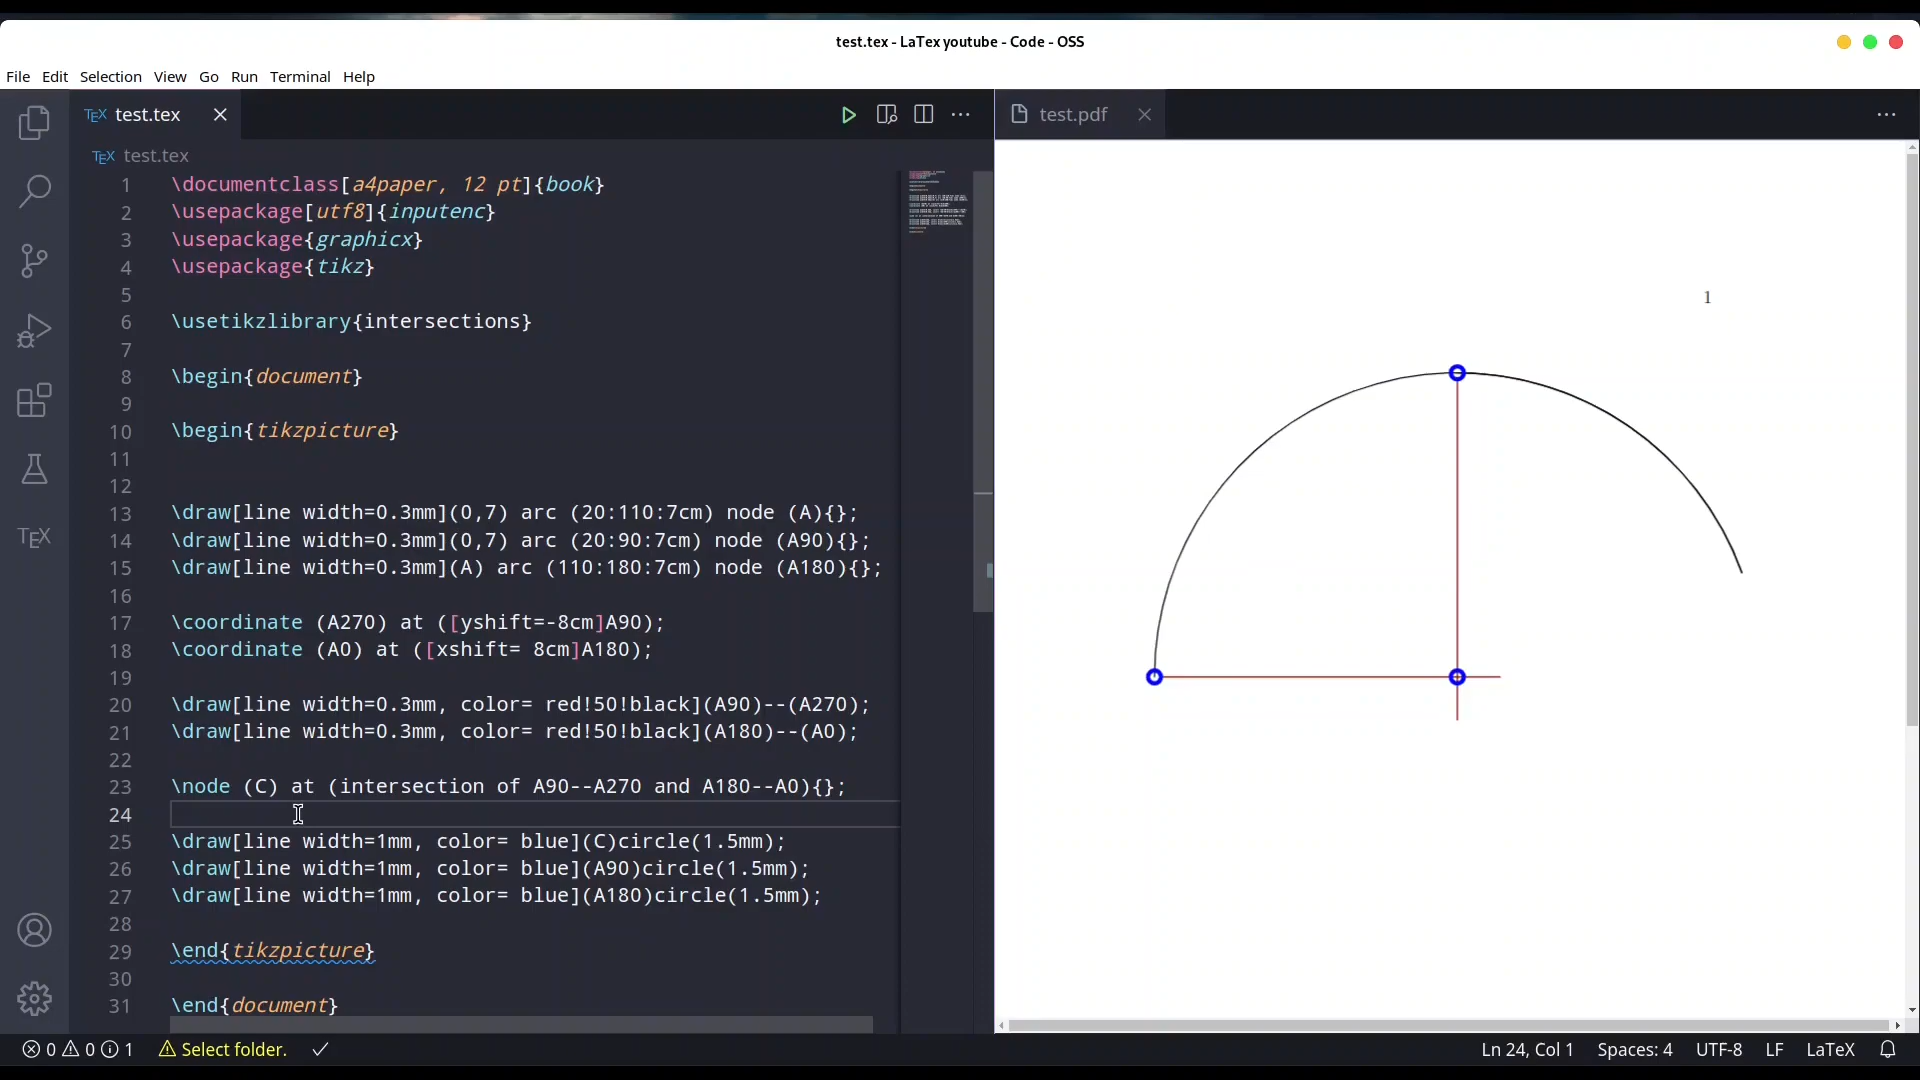 test.tex - LaTex youtube - Code - OSS
File Edit Selection View Go Run Terminal Help
TEX test.tex
test.pdf
TEX test.tex
1 \documentclass[a4paper, 12 pt]{book}
2 \usepackage[utf8]{inputenc}
3 \usepackage{graphicx}
4 \usepackage{tikz}
5
6 \usetikzlibrary{intersections}
7
8 \begin{document}
9
10 \begin{tikzpicture}
11
12
13 \draw[line width=0.3mm](0,7) arc (20:110:7cm) node (A){};
14 \draw[line width=0.3mm](0,7) arc (20:90:7cm) node (A90){};
15 \draw[line width=0.3mm](A) arc (110:180:7cm) node (A180){};
16
17 \coordinate (A270) at ([yshift=-8cm]A90);
18 \coordinate (A0) at ([xshift= 8cm]A180);
19
20 \draw[line width=0.3mm, color= red!50!black](A90)--(A270);
21 \draw[line width=0.3mm, color= red!50!black](A180)--(A0);
22
23 \node (C) at (intersection of A90--A270 and A180--A0){};
24
25 \draw[line width=1mm, color= blue](C)circle(1.5mm);
26 \draw[line width=1mm, color= blue](A90)circle(1.5mm);
27 \draw[line width=1mm, color= blue](A180)circle(1.5mm);
28
29 \end{tikzpicture}
30
31 \end{document}
TEX
1
0 0 1 Select folder.
Ln 24, Col 1 Spaces: 4 UTF-8 LF LaTeX